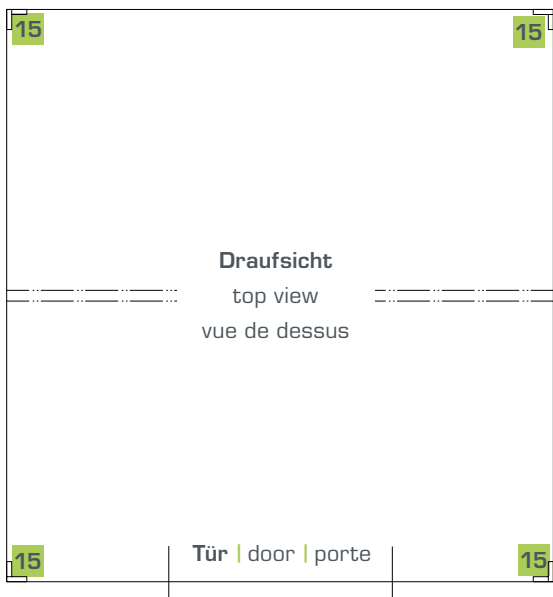 15 15
Draufsicht
top view
vue de dessus
Tür | door | porte
15 15